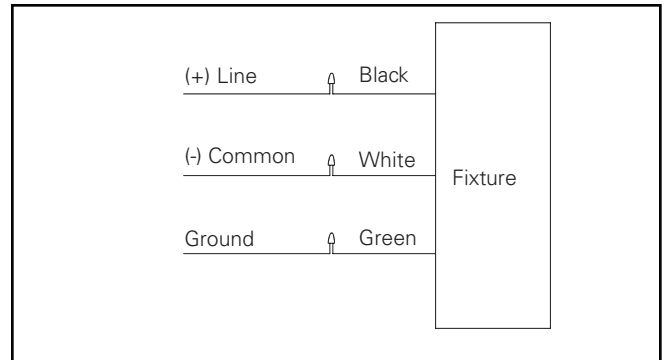 (+) Line Black
(-) Common White
Fixture
Ground Green